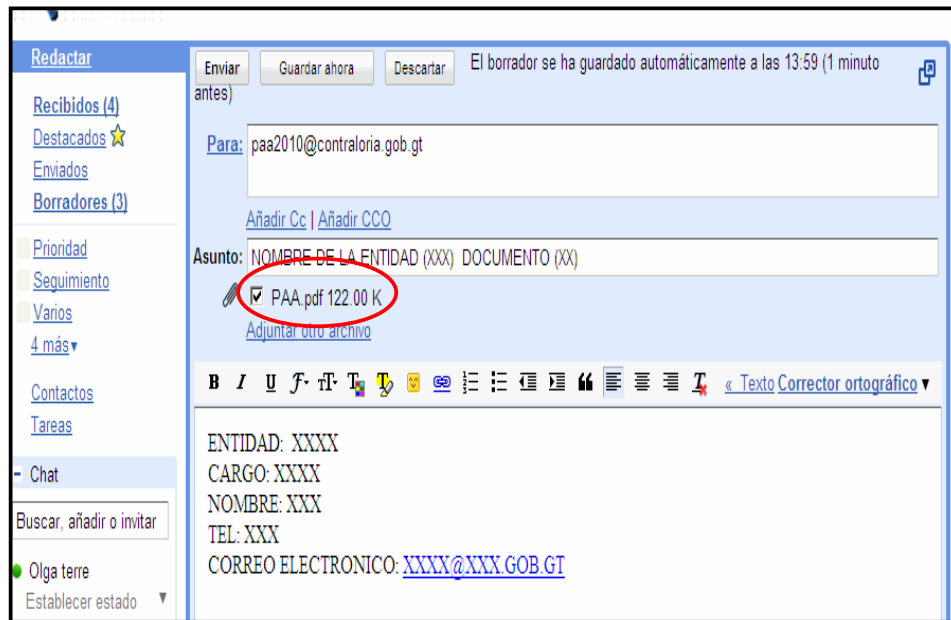 Redactar
Recibidos (4)
Destacados
Enviados
Borradores (3)
Prioridad
Seguimiento
Varios
4 más▾
Contactos
Tareas
– Chat
Buscar, añadir o invitar
Olga terre
Establecer estado ▼
Enviar Guardar ahora Descartar El borrador se ha guardado automáticamente a las 13:59 (1 minuto
antes)
Para: paa2010@contraloria.gob.gt
Añadir Cc | Añadir CCO
Asunto: NOMBRE DE LA ENTIDAD (XXX) DOCUMENTO (XX)
PAA.pdf 122.00 K
Adjuntar otro archivo
B I U « Texto Corrector ortográfico ▾
ENTIDAD: XXXX
CARGO: XXXX
NOMBRE: XXX
TEL: XXX
CORREO ELECTRONICO: XXXX@XXX.GOB.GT